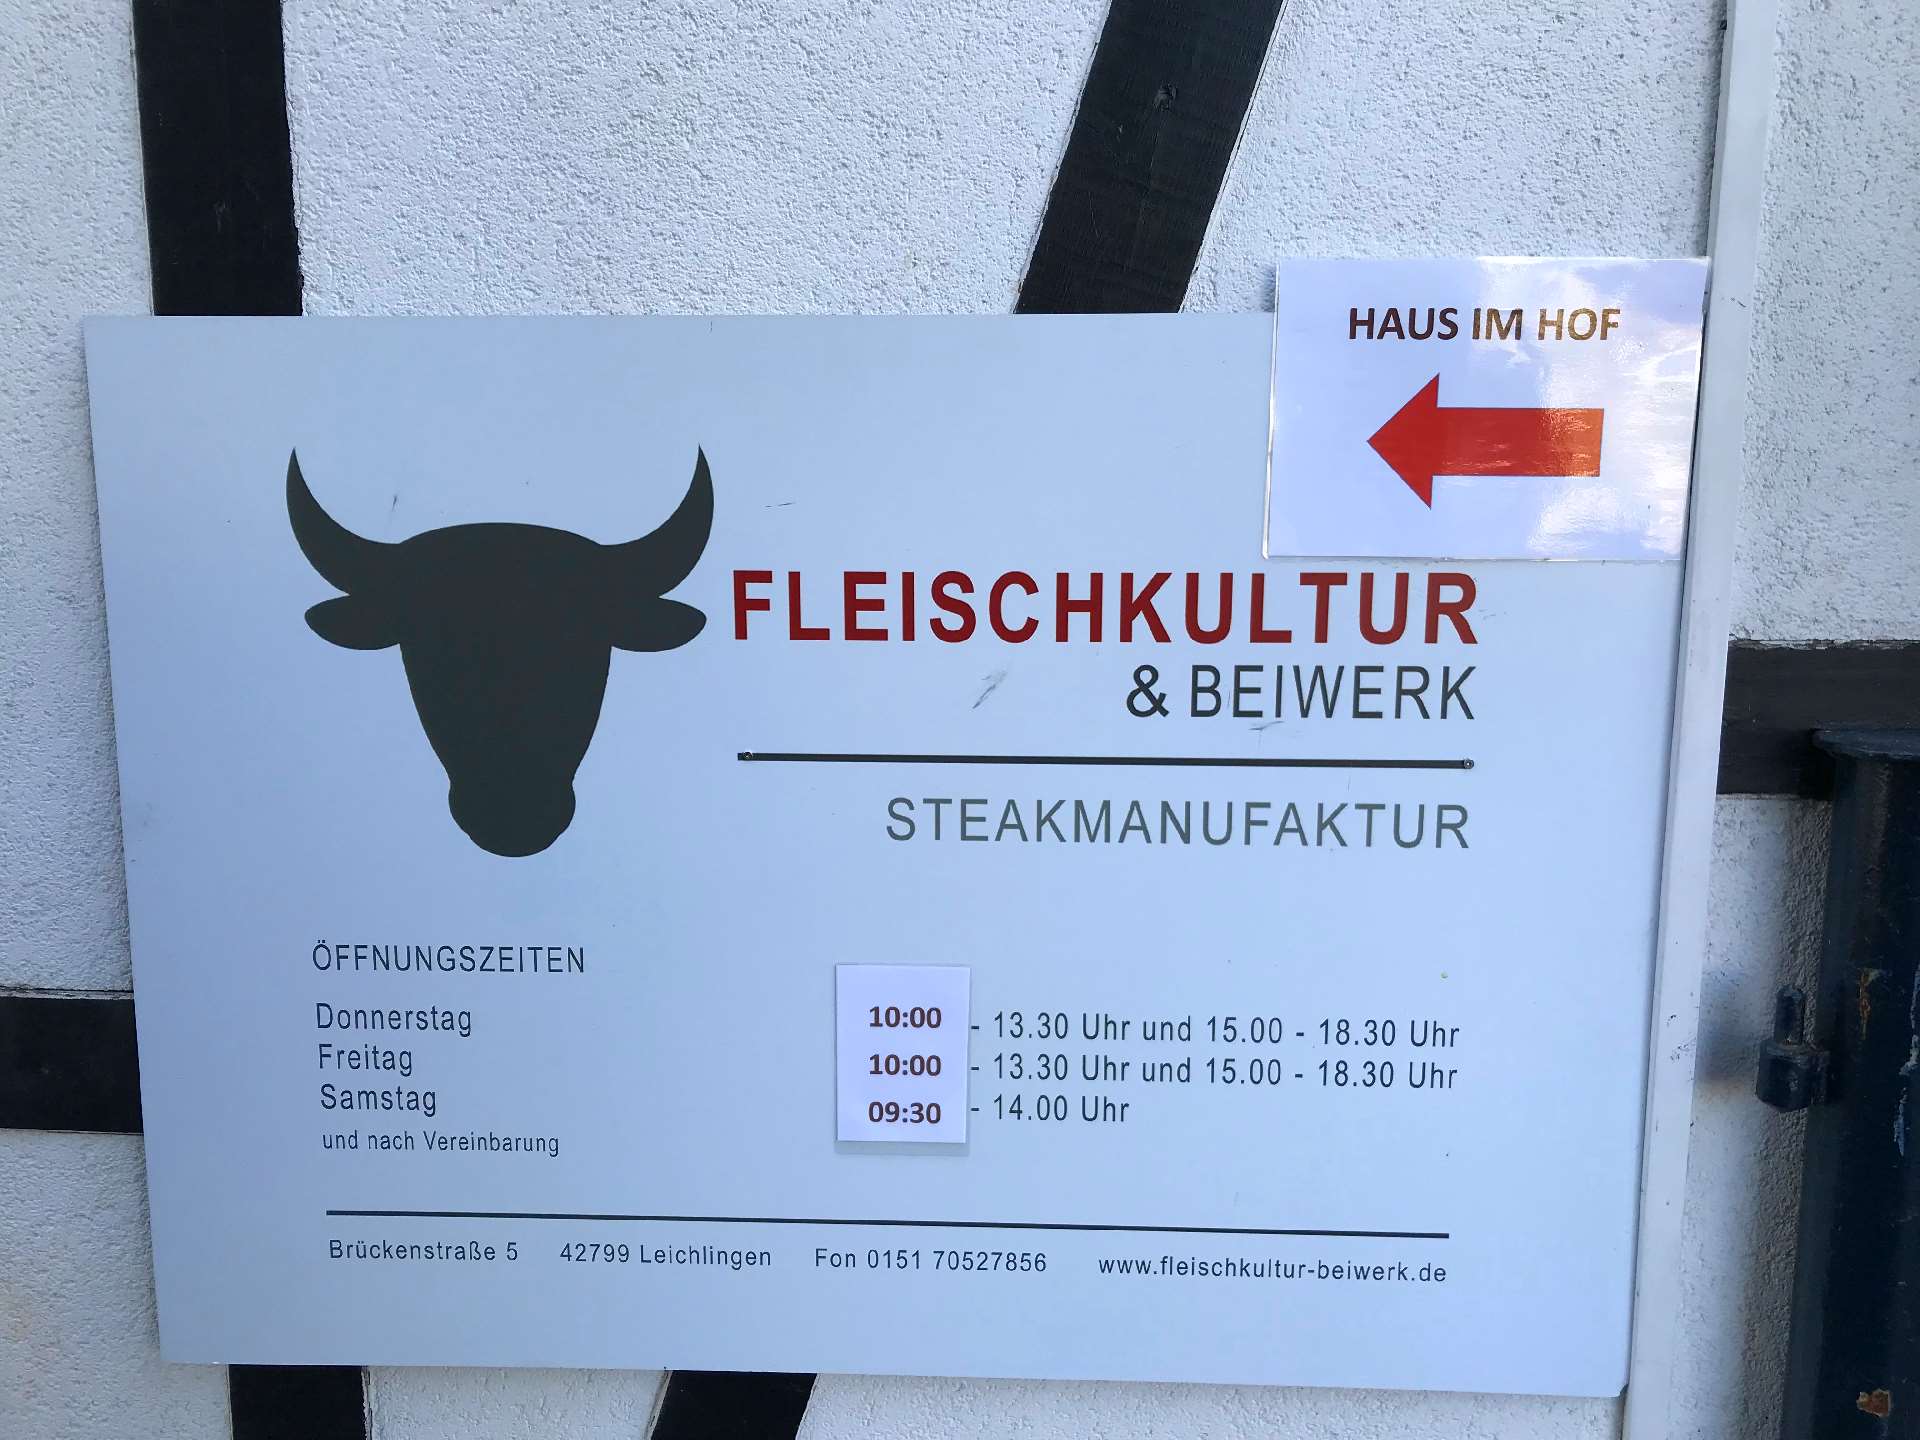 HAUS IM HOF
FLEISCHKULTUR
& BEIWERK
STEAKMANUFAKTUR
ÖFFNUNGSZEITEN
Donnerstag 10:00 - 13.30 Uhr und 15.00 - 18.30 Uhr
Freitag 10:00 - 13.30 Uhr und 15.00 - 18.30 Uhr
Samstag 09:30 - 14.00 Uhr
und nach Vereinbarung
Brückenstraße 5 42799 Leichlingen Fon 0151 70527856 www.fleischkultur-beiwerk.de